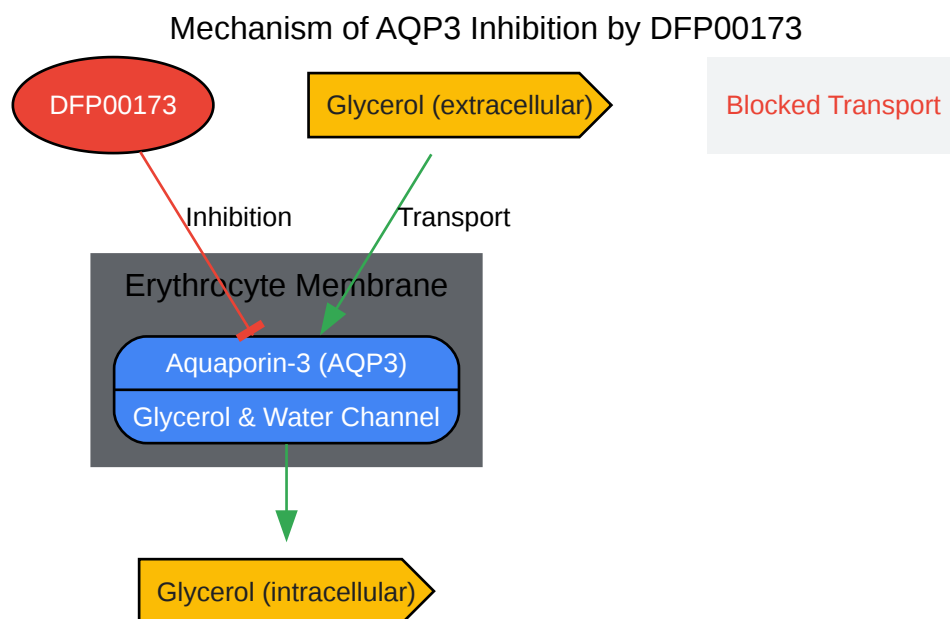 Mechanism of AQP3 Inhibition by DFP00173
DFP00173
Glycerol (extracellular)
Blocked Transport
Inhibition
Transport
Erythrocyte Membrane
Aquaporin-3 (AQP3)
Glycerol & Water Channel
Glycerol (intracellular)